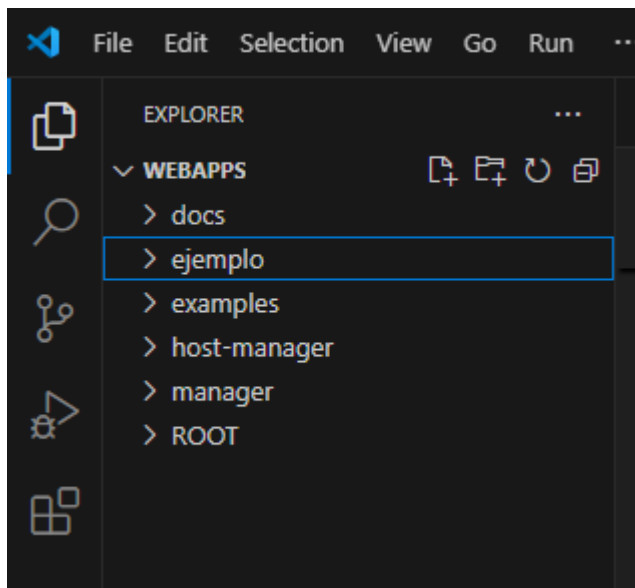 File Edit Selection View Go Run ...
EXPLORER ...
WEBAPPS
docs
ejemplo
examples
host-manager
manager
ROOT